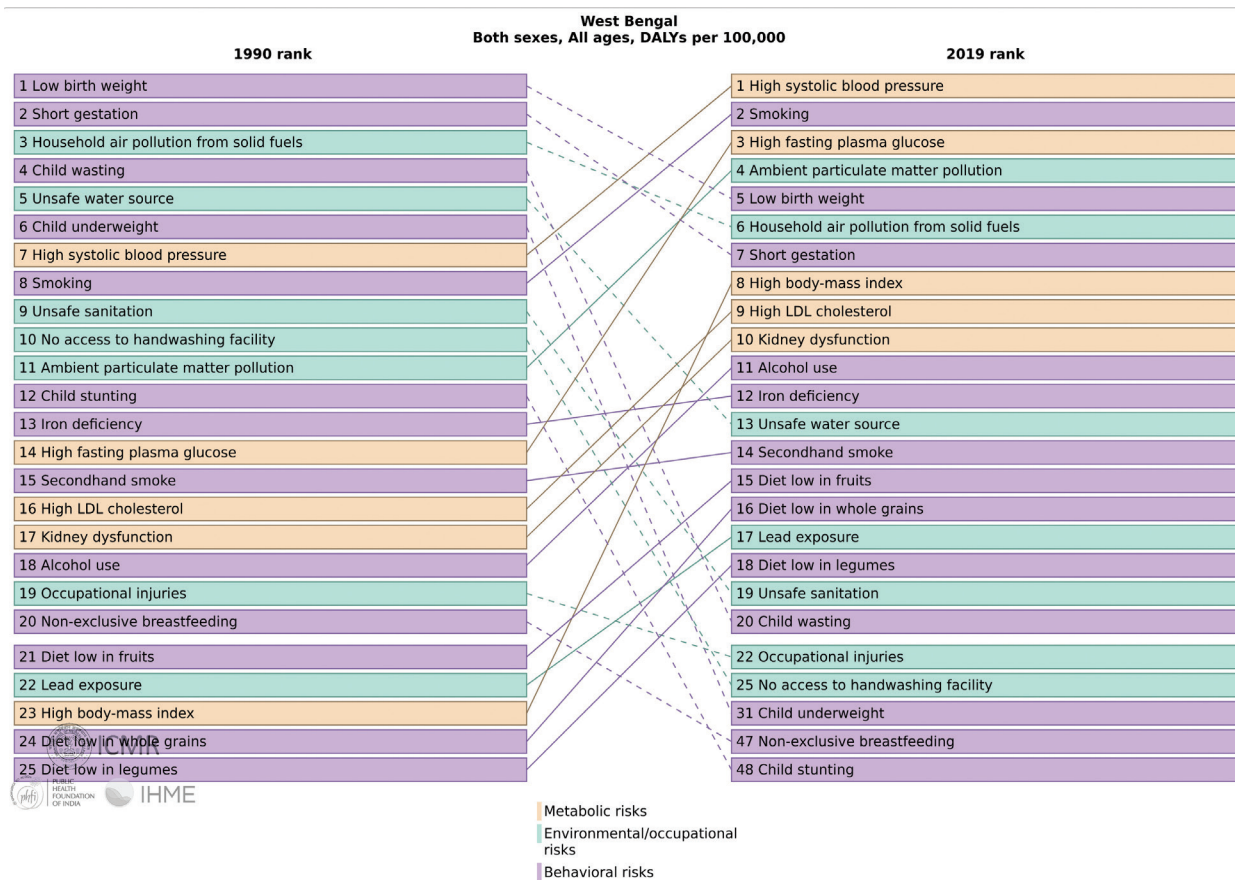 West Bengal
Both sexes, All ages, DALYs per 100,000
1990 rank
2019 rank
1 Low birth weight
2 Short gestation
3 Household air pollution from solid fuels
4 Child wasting
5 Unsafe water source
6 Child underweight
7 High systolic blood pressure
8 Smoking
9 Unsafe sanitation
10 No access to handwashing facility
11 Ambient particulate matter pollution
12 Child stunting
13 Iron deficiency
14 High fasting plasma glucose
15 Secondhand smoke
16 High LDL cholesterol
17 Kidney dysfunction
18 Alcohol use
19 Occupational injuries
20 Non-exclusive breastfeeding
21 Diet low in fruits
22 Lead exposure
23 High body-mass index
24 Diet low in whole grains
25 Diet low in legumes
1 High systolic blood pressure
2 Smoking
3 High fasting plasma glucose
4 Ambient particulate matter pollution
5 Low birth weight
6 Household air pollution from solid fuels
7 Short gestation
8 High body-mass index
9 High LDL cholesterol
10 Kidney dysfunction
11 Alcohol use
12 Iron deficiency
13 Unsafe water source
14 Secondhand smoke
15 Diet low in fruits
16 Diet low in whole grains
17 Lead exposure
18 Diet low in legumes
19 Unsafe sanitation
20 Child wasting
22 Occupational injuries
25 No access to handwashing facility
31 Child underweight
47 Non-exclusive breastfeeding
48 Child stunting
ICMR
phfi
PUBLIC
HEALTH
FOUNDATION
OF INDIA
IHME
Metabolic risks
Environmental/occupational
risks
Behavioral risks